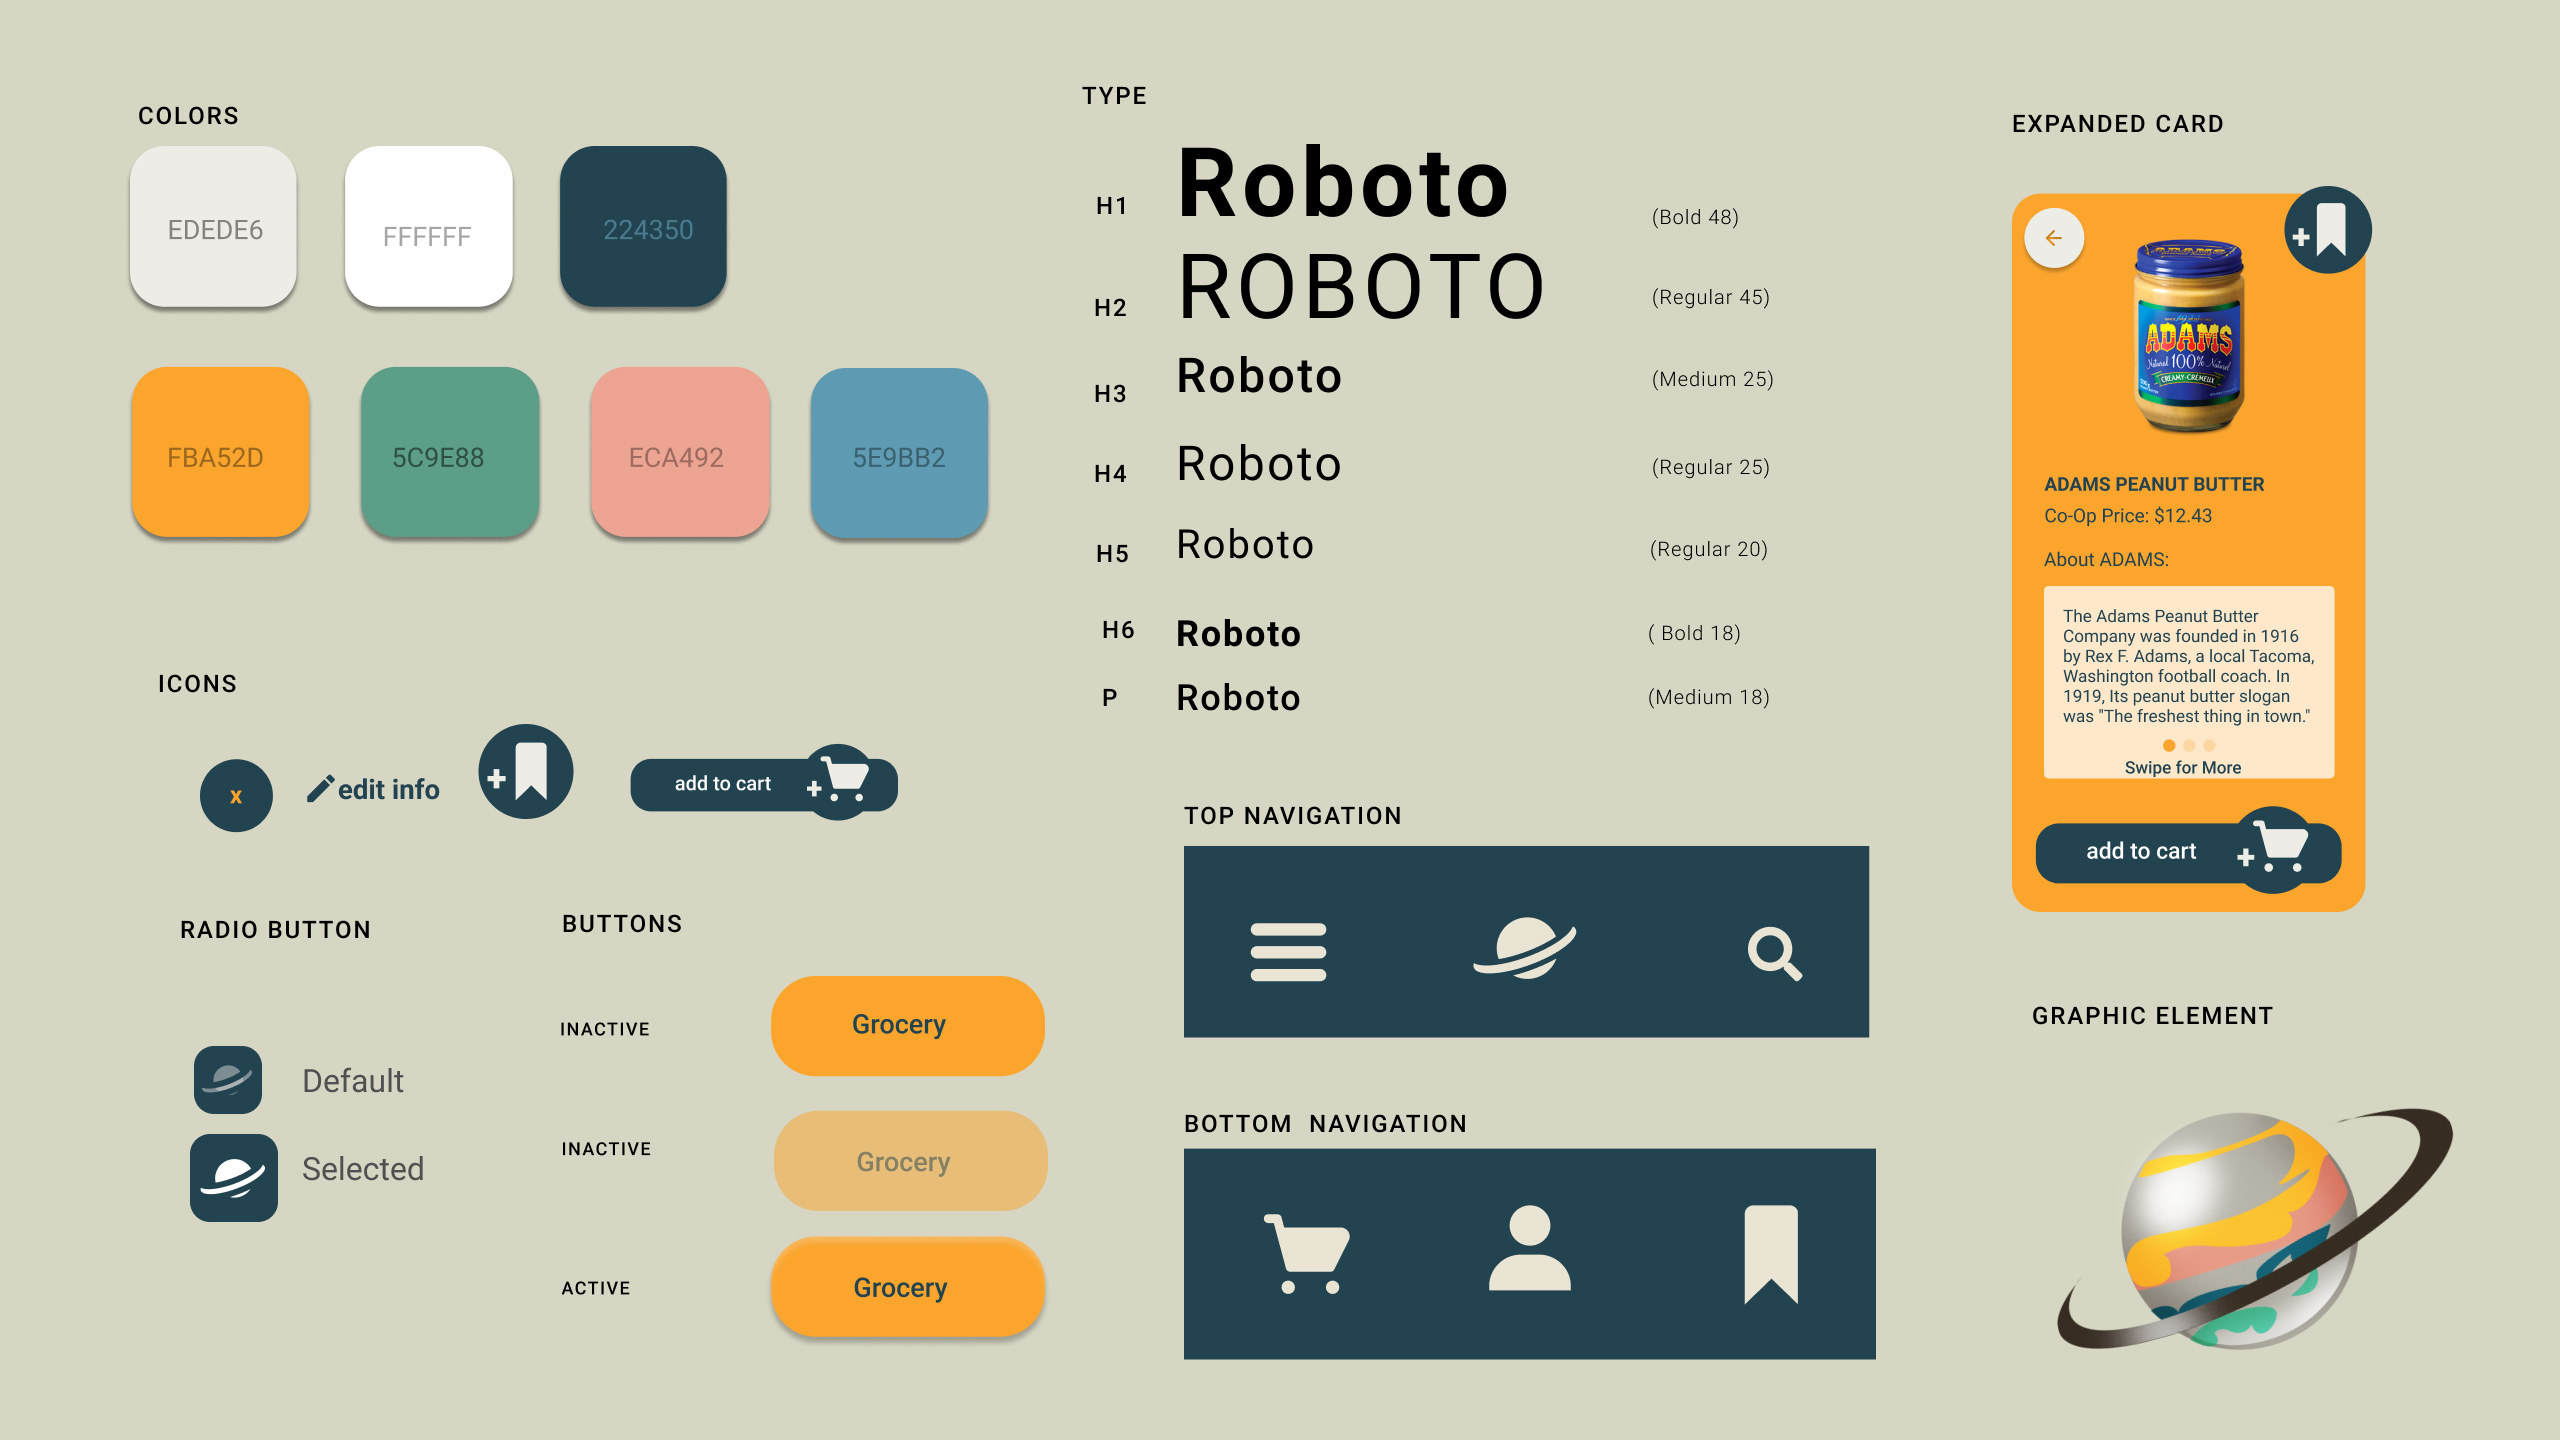 COLORS
EDEDE6
FFFFFF
224350
FBA52D
5C9E88
ECA492
5E9BB2
ICONS
x
edit info
+
add to cart
+
RADIO BUTTON
Default
Selected
BUTTONS
INACTIVE
Grocery
INACTIVE
Grocery
ACTIVE
Grocery
TYPE
H1 Roboto (Bold 48)
H2 ROBOTO (Regular 45)
H3 Roboto (Medium 25)
H4 Roboto (Regular 25)
H5 Roboto (Regular 20)
H6 Roboto ( Bold 18)
P Roboto (Medium 18)
TOP NAVIGATION
BOTTOM NAVIGATION
EXPANDED CARD
+
ADAMS
ADAMS
Natural 100% Natural
CREAMY-CRÉMEUX
ADAMS PEANUT BUTTER
Co-Op Price: $12.43
About ADAMS:
The Adams Peanut Butter
Company was founded in 1916
by Rex F. Adams, a local Tacoma,
Washington football coach. In
1919, Its peanut butter slogan
was "The freshest thing in town."
Swipe for More
add to cart
+
GRAPHIC ELEMENT